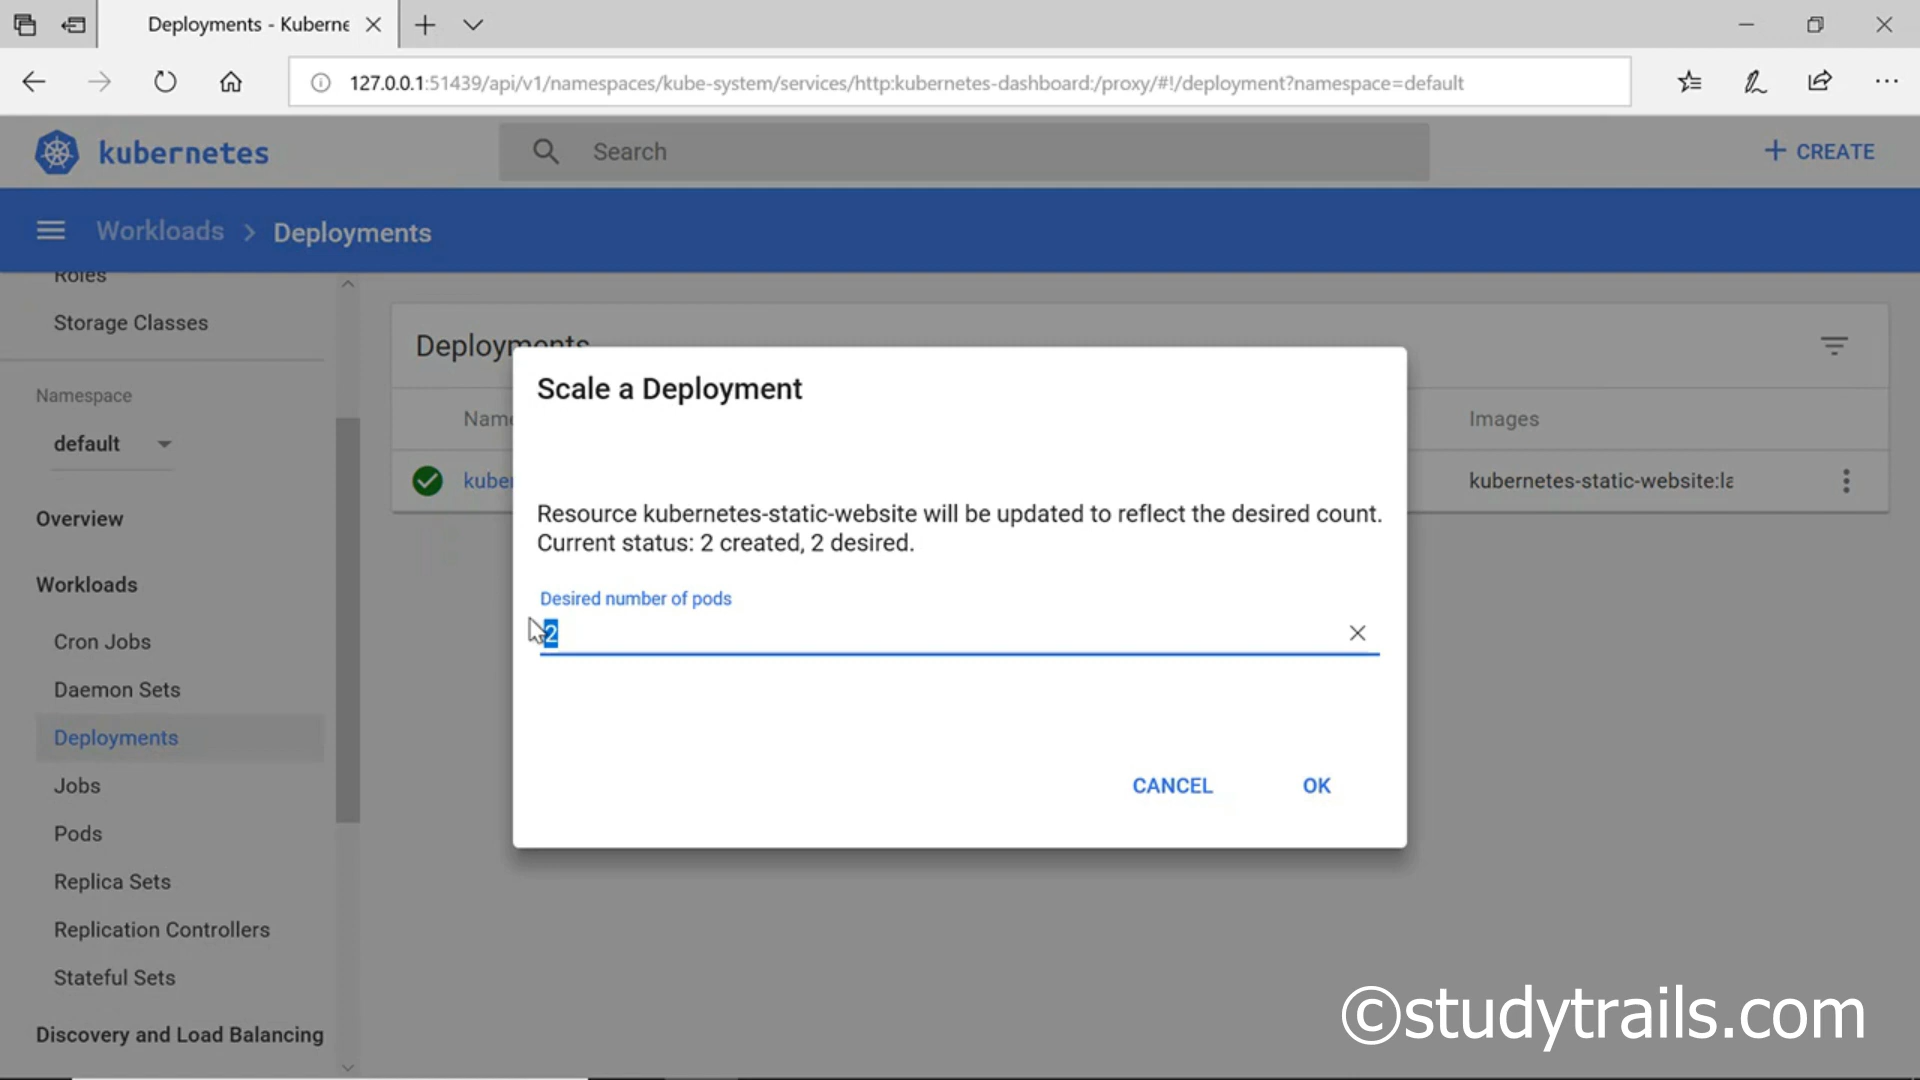 Deployments - Kuberne
127.0.0.1:51439/api/v1/namespaces/kube-system/services/http:kubernetes-dashboard:/proxy/#!/deployment?namespace=default
kubernetes
Search
+ CREATE
Workloads > Deployments
Roles
Storage Classes
Namespace
default
Overview
Workloads
Cron Jobs
Daemon Sets
Deployments
Jobs
Pods
Replica Sets
Replication Controllers
Stateful Sets
Discovery and Load Balancing
Deployments
Name
Images
kuber
kubernetes-static-website:la
Scale a Deployment
Resource kubernetes-static-website will be updated to reflect the desired count.
Current status: 2 created, 2 desired.
Desired number of pods
2
CANCEL
OK
©studytrails.com